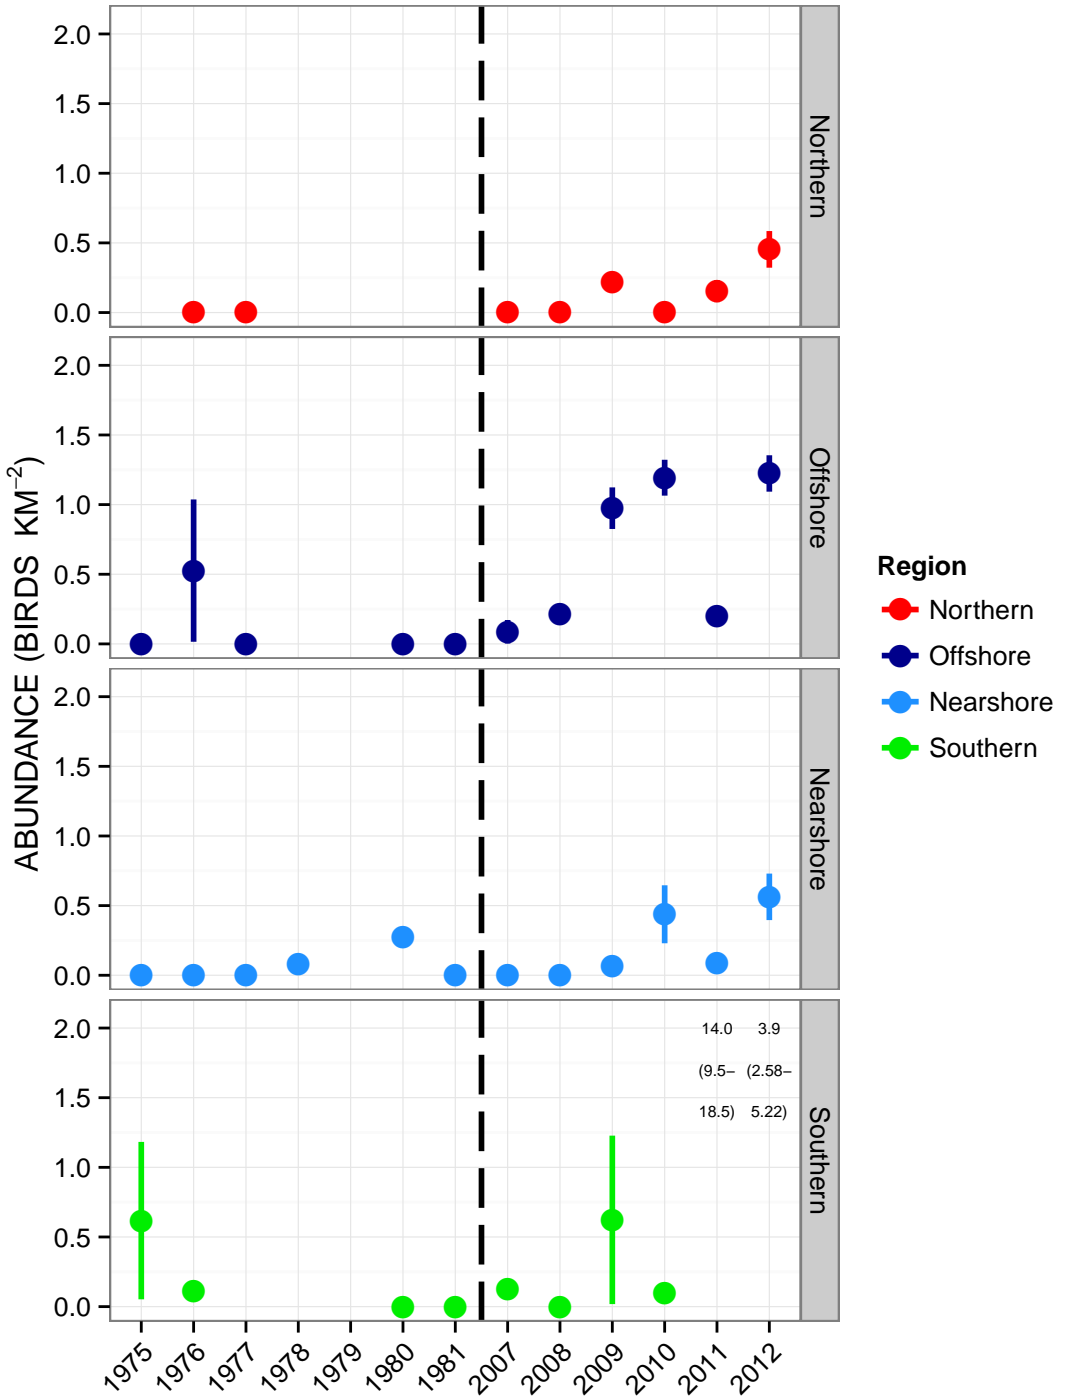 ABUNDANCE (BIRDS KM−2)
2.0
1.5
1.0
0.5
0.0
Northern
2.0
1.5
1.0
0.5
0.0
Offshore
2.0
1.5
1.0
0.5
0.0
Nearshore
2.0
1.5
1.0
0.5
0.0
14.0 3.9
(9.5– (2.58–
18.5) 5.22)
Southern
1975 1976 1977 1978 1979 1980 1981 2007 2008 2009 2010 2011 2012
Region
Northern
Offshore
Nearshore
Southern